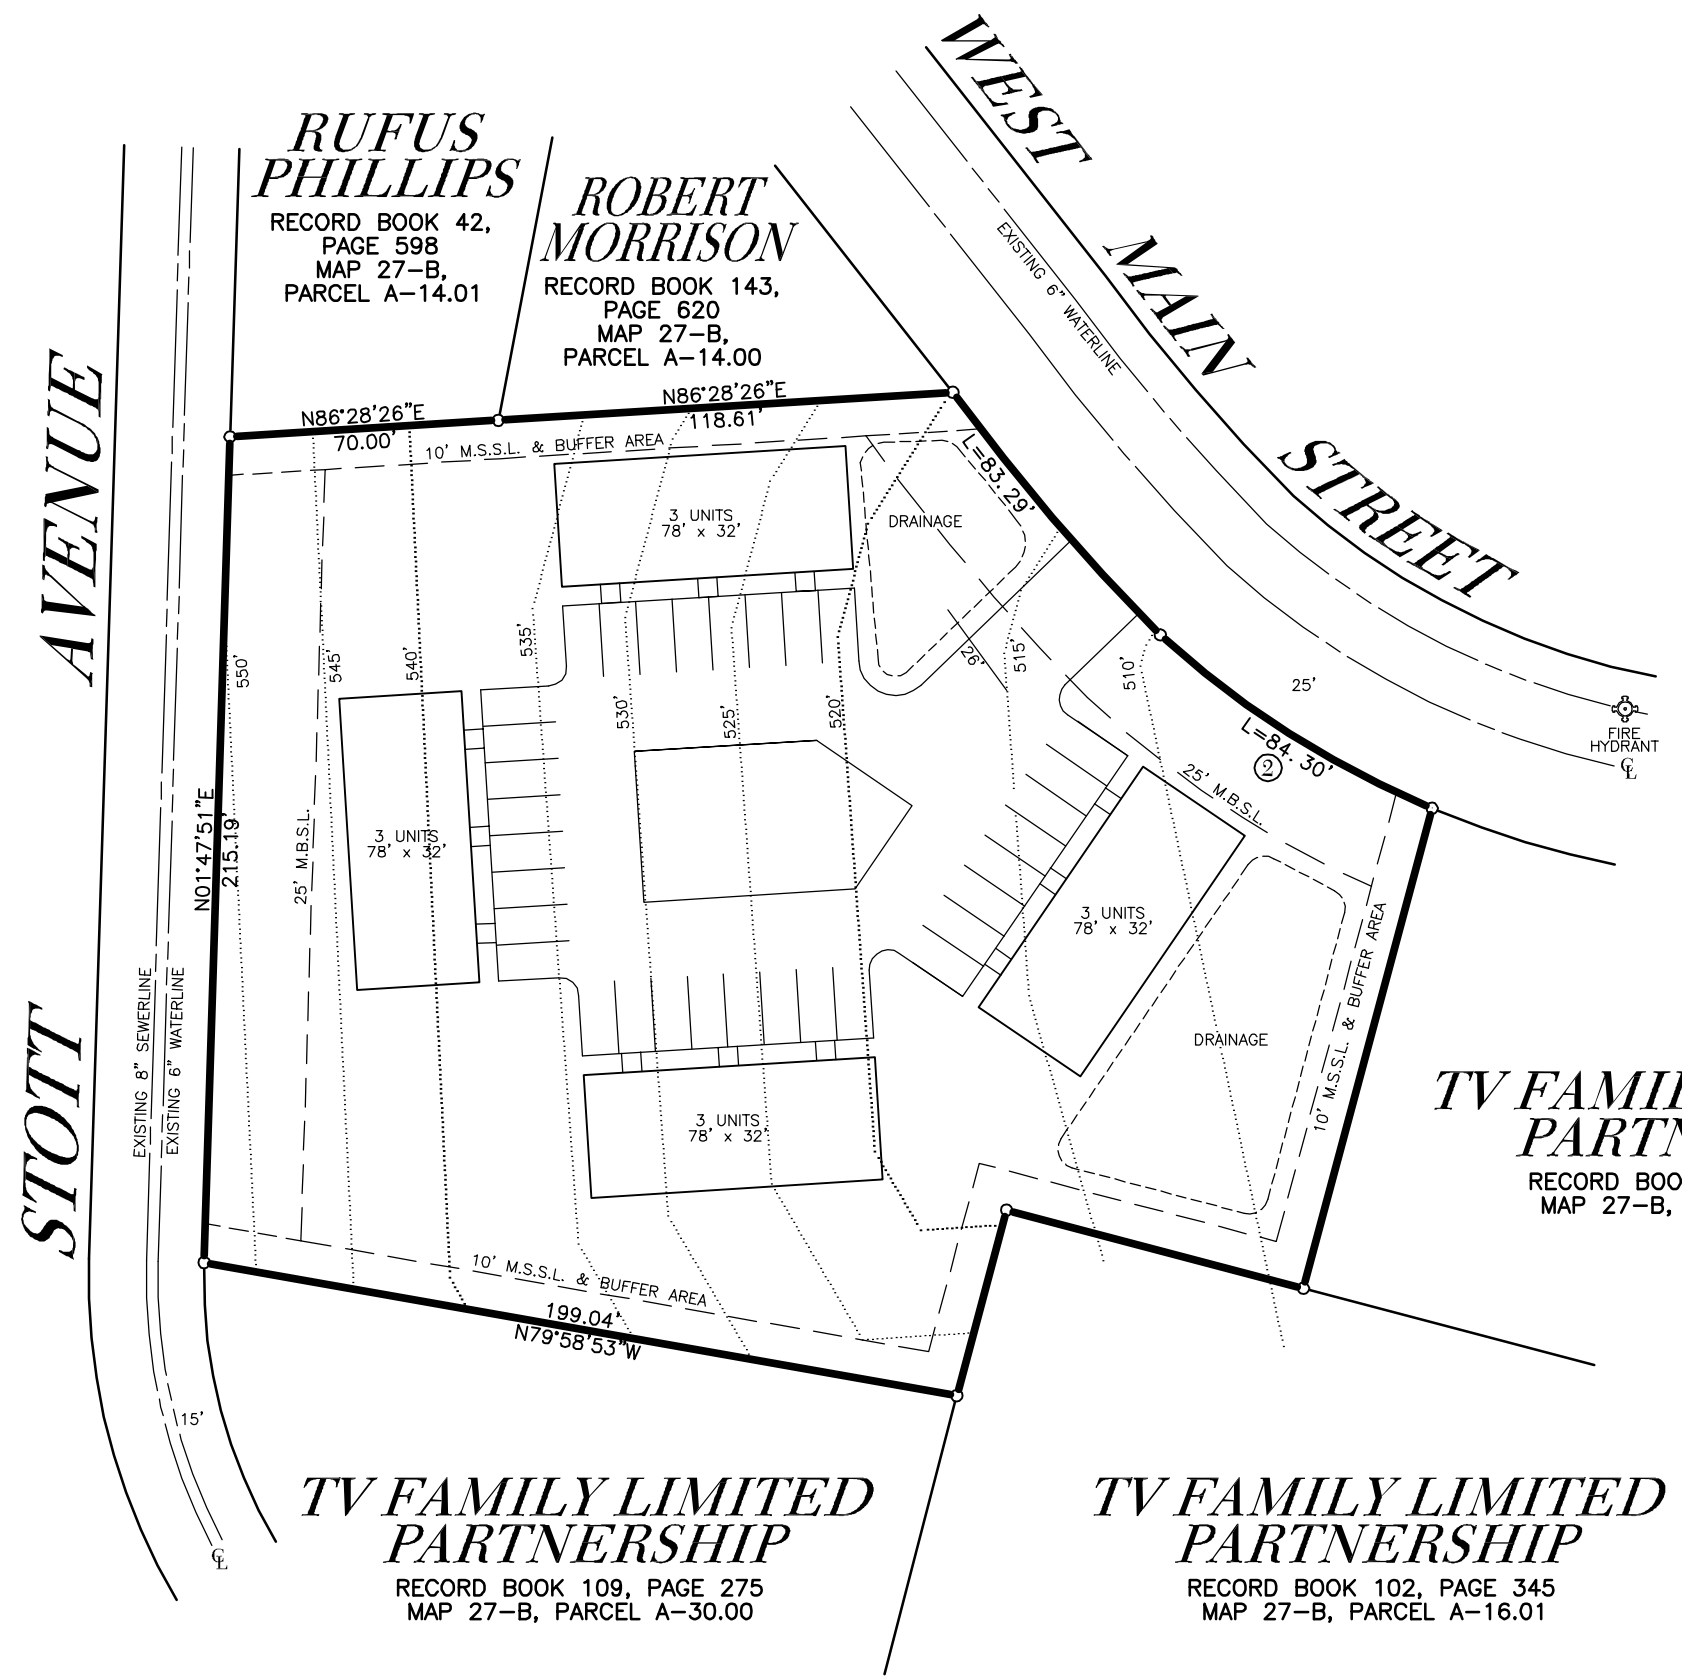 WEST
MAIN
STREET
RUFUS
PHILLIPS
RECORD BOOK 42,
PAGE 598
MAP 27-B,
PARCEL A-14.01
ROBERT
MORRISON
RECORD BOOK 143,
PAGE 620
MAP 27-B,
PARCEL A-14.00
EXISTING 6" WATERLINE
STOTT AVENUE
N86°28'26"E
70.00'
N86°28'26"E
118.61'
10' M.S.S.L. & BUFFER AREA
L=83.29'
3 UNITS
78' x 32'
DRAINAGE
26'
550'
545'
540'
535'
530'
525'
520'
515'
510'
25'
FIRE
HYDRANT
CL
L=84.30'
2
25' M.B.S.L.
N01°47'51"E
215.19'
25' M.B.S.L.
3 UNITS
78' x 32'
3 UNITS
78' x 32'
10' M.S.S.L. & BUFFER AREA
DRAINAGE
EXISTING 8" SEWERLINE
EXISTING 6" WATERLINE
3 UNITS
78' x 32'
TV FAMI
PART
RECORD BOO
MAP 27-B,
10' M.S.S.L. & BUFFER AREA
199.04'
N79°58'53"W
15'
CL
TV FAMILY LIMITED
PARTNERSHIP
RECORD BOOK 109, PAGE 275
MAP 27-B, PARCEL A-30.00
TV FAMILY LIMITED
PARTNERSHIP
RECORD BOOK 102, PAGE 345
MAP 27-B, PARCEL A-16.01